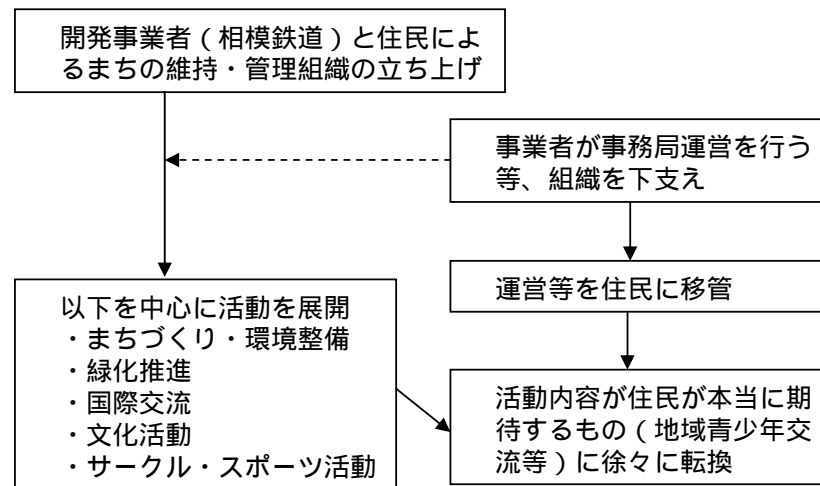 開発事業者（相模鉄道）と住民によ
るまちの維持・管理組織の立ち上げ
事業者が事務局運営を行う
等、組織を下支え
運営等を住民に移管
以下を中心に活動を展開
・まちづくり・環境整備
・緑化推進
・国際交流
・文化活動
・サークル・スポーツ活動
活動内容が住民が本当に期
待するもの（地域青少年交
流等）に徐々に転換